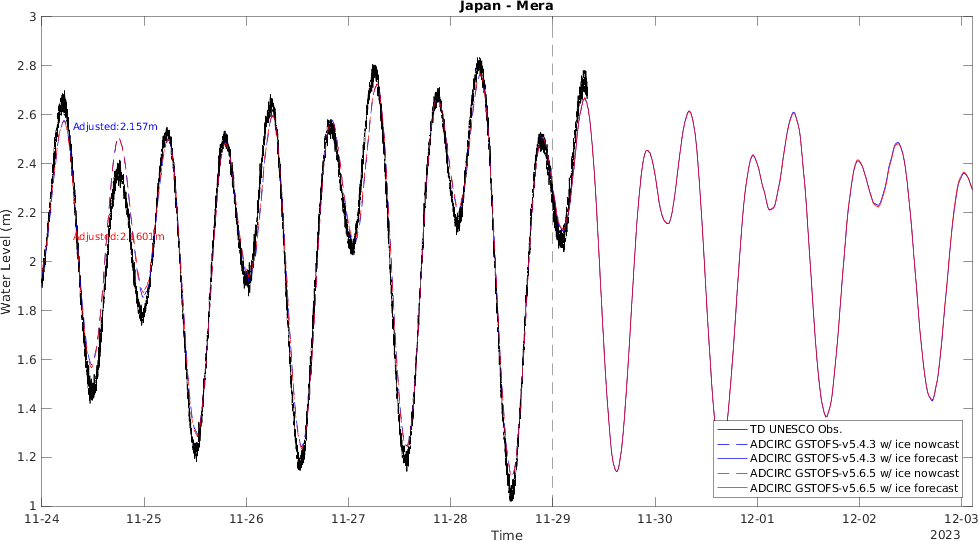 Japan - Mera
3
2.8
2.6
2.4
2.2
2
1.8
1.6
1.4
1.2
1
Water Level (m)
Adjusted:2.157m
Adjusted:2.1601m
TD UNESCO Obs.
ADCIRC GSTOFS-v5.4.3 w/ ice nowcast
ADCIRC GSTOFS-v5.4.3 w/ ice forecast
ADCIRC GSTOFS-v5.6.5 w/ ice nowcast
ADCIRC GSTOFS-v5.6.5 w/ ice forecast
11-24 11-25 11-26 11-27 11-28 11-29 11-30 12-01 12-02 12-03
Time
2023